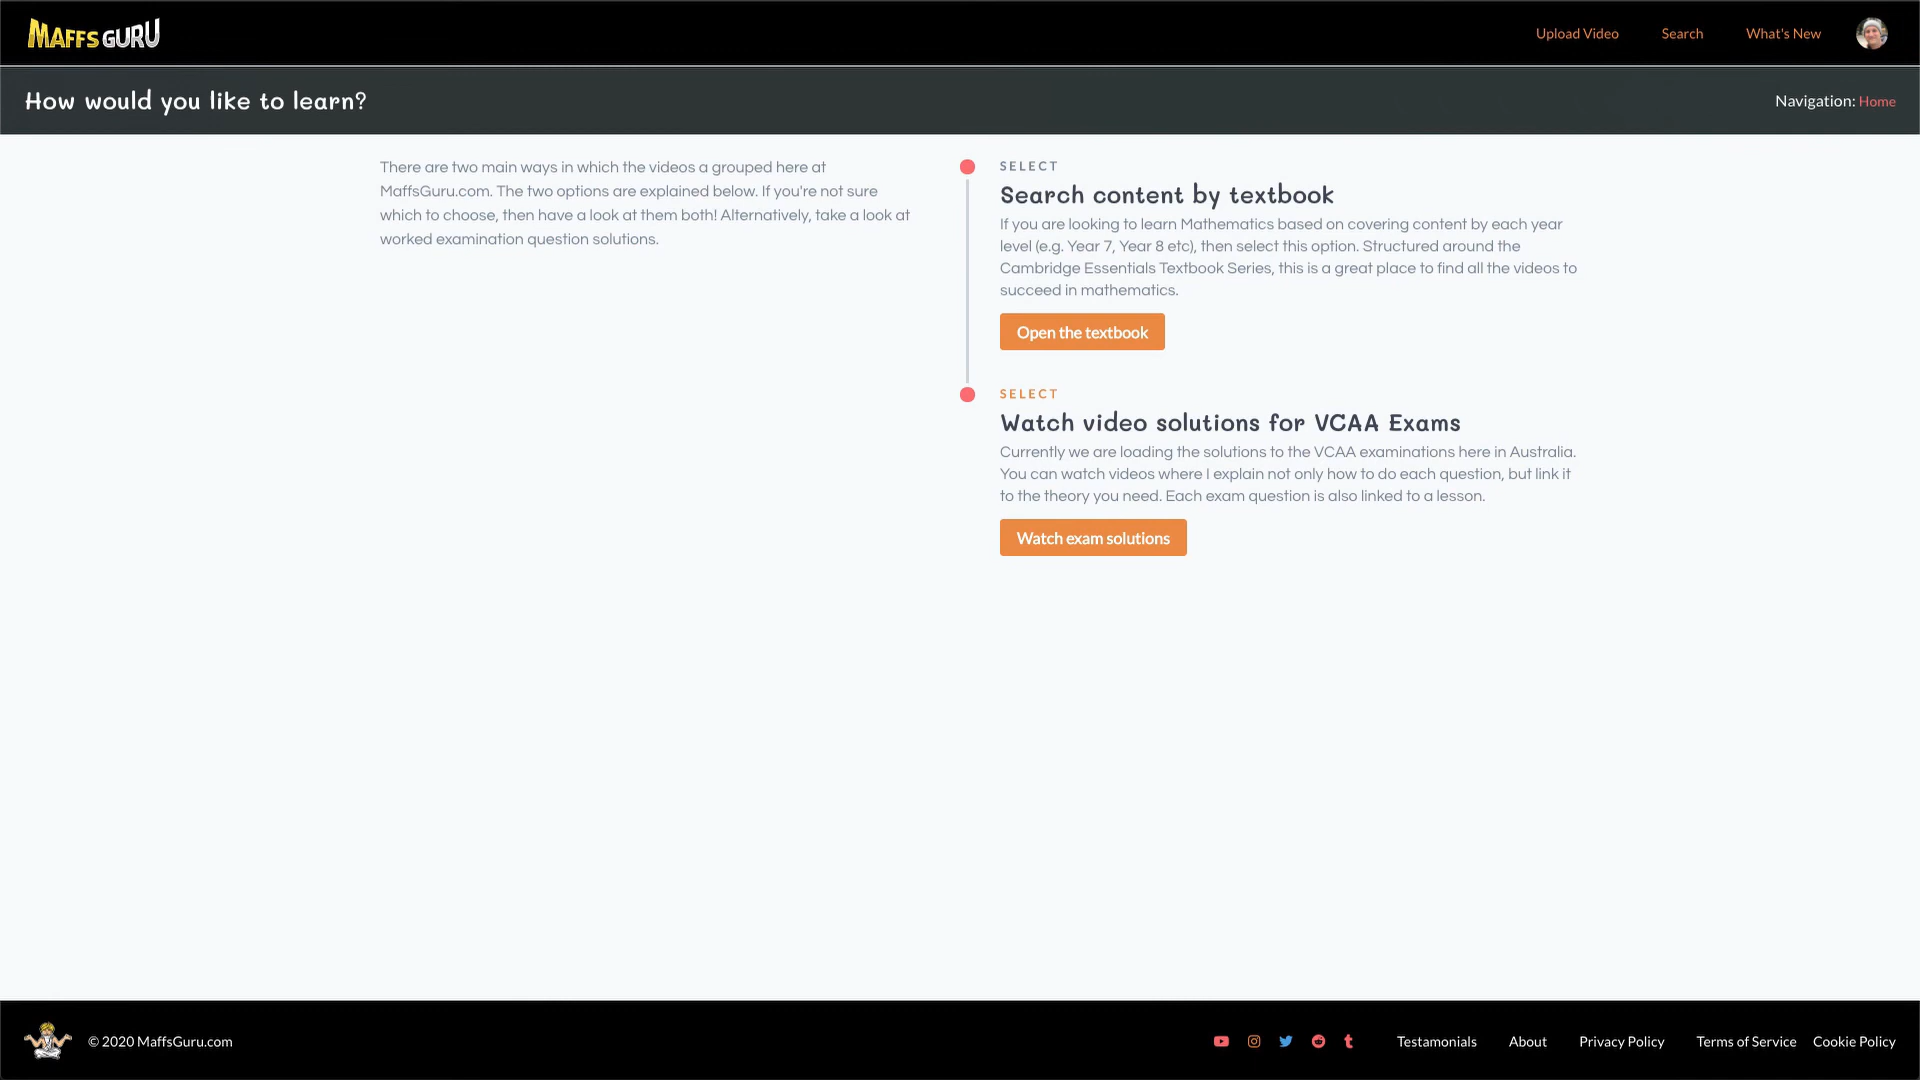 MAFFS GURU
Upload Video
Search
What's New
How would you like to learn?
Navigation: Home
There are two main ways in which the videos a grouped here at
MaffsGuru.com. The two options are explained below. If you're not sure
which to choose, then have a look at them both! Alternatively, take a look at
worked examination question solutions.
SELECT
Search content by textbook
If you are looking to learn Mathematics based on covering content by each year
level (e.g. Year 7, Year 8 etc), then select this option. Structured around the
Cambridge Essentials Textbook Series, this is a great place to find all the videos to
succeed in mathematics.
Open the textbook
SELECT
Watch video solutions for VCAA Exams
Currently we are loading the solutions to the VCAA examinations here in Australia.
You can watch videos where I explain not only how to do each question, but link it
to the theory you need. Each exam question is also linked to a lesson.
Watch exam solutions
© 2020 MaffsGuru.com
Testamonials
About
Privacy Policy
Terms of Service
Cookie Policy